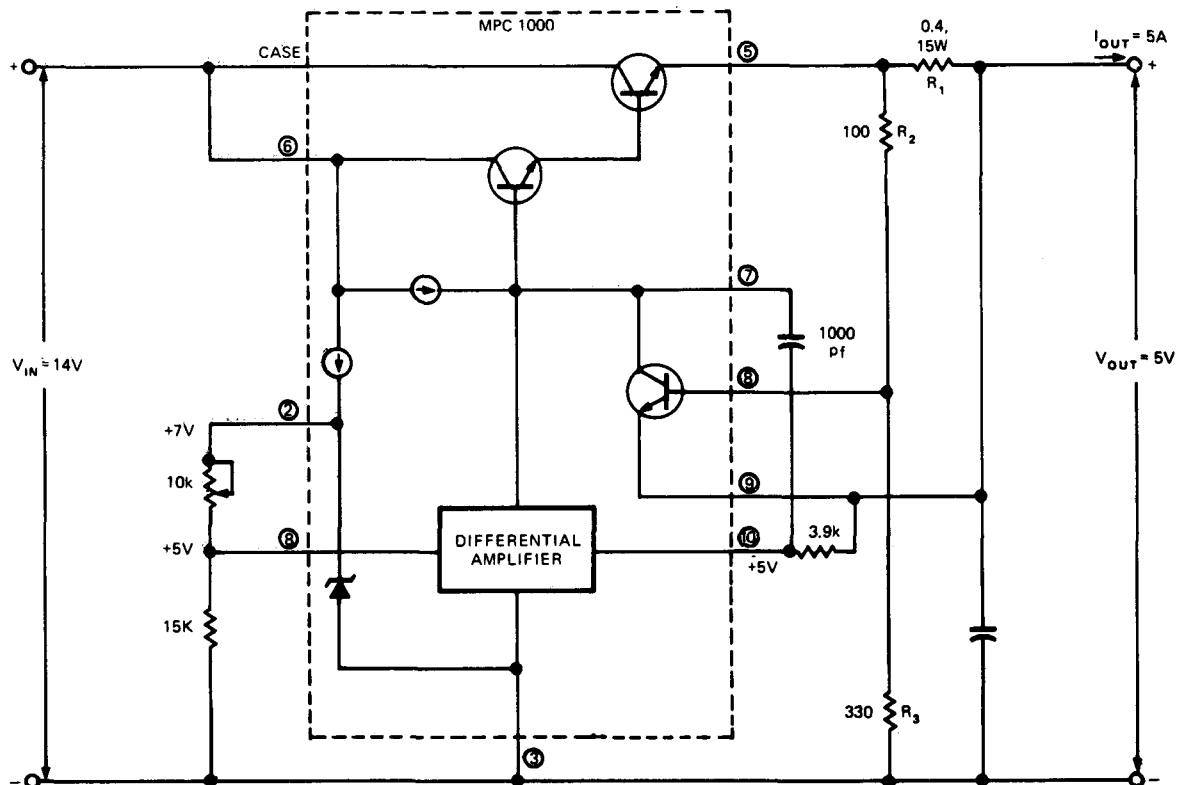 MPC 1000
0.4,
15W
R1
IOUT = 5A
CASE
5
+
+
100 R2
6
7
1000
pf
VIN = 14V
VOUT = 5V
2
8
+7V
10k
9
3.9k
+5V
8
DIFFERENTIAL
AMPLIFIER
10
+5V
15K
330 R3
3
-
-